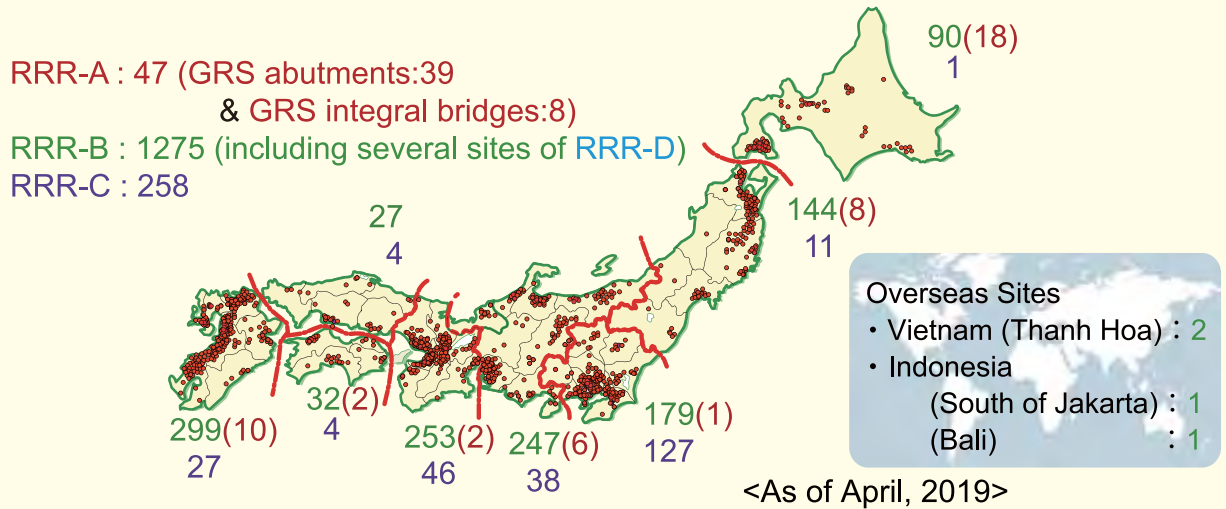 RRR-A : 47 (GRS abutments:39
& GRS integral bridges:8)
RRR-B : 1275 (including several sites of RRR-D)
RRR-C : 258
90(18)
1
144(8)
11
27
4
299(10)
27
32(2)
4
253(2)
46
247(6)
38
179(1)
127
Overseas Sites
・Vietnam (Thanh Hoa) : 2
・Indonesia
(South of Jakarta) : 1
(Bali) : 1
<As of April, 2019>